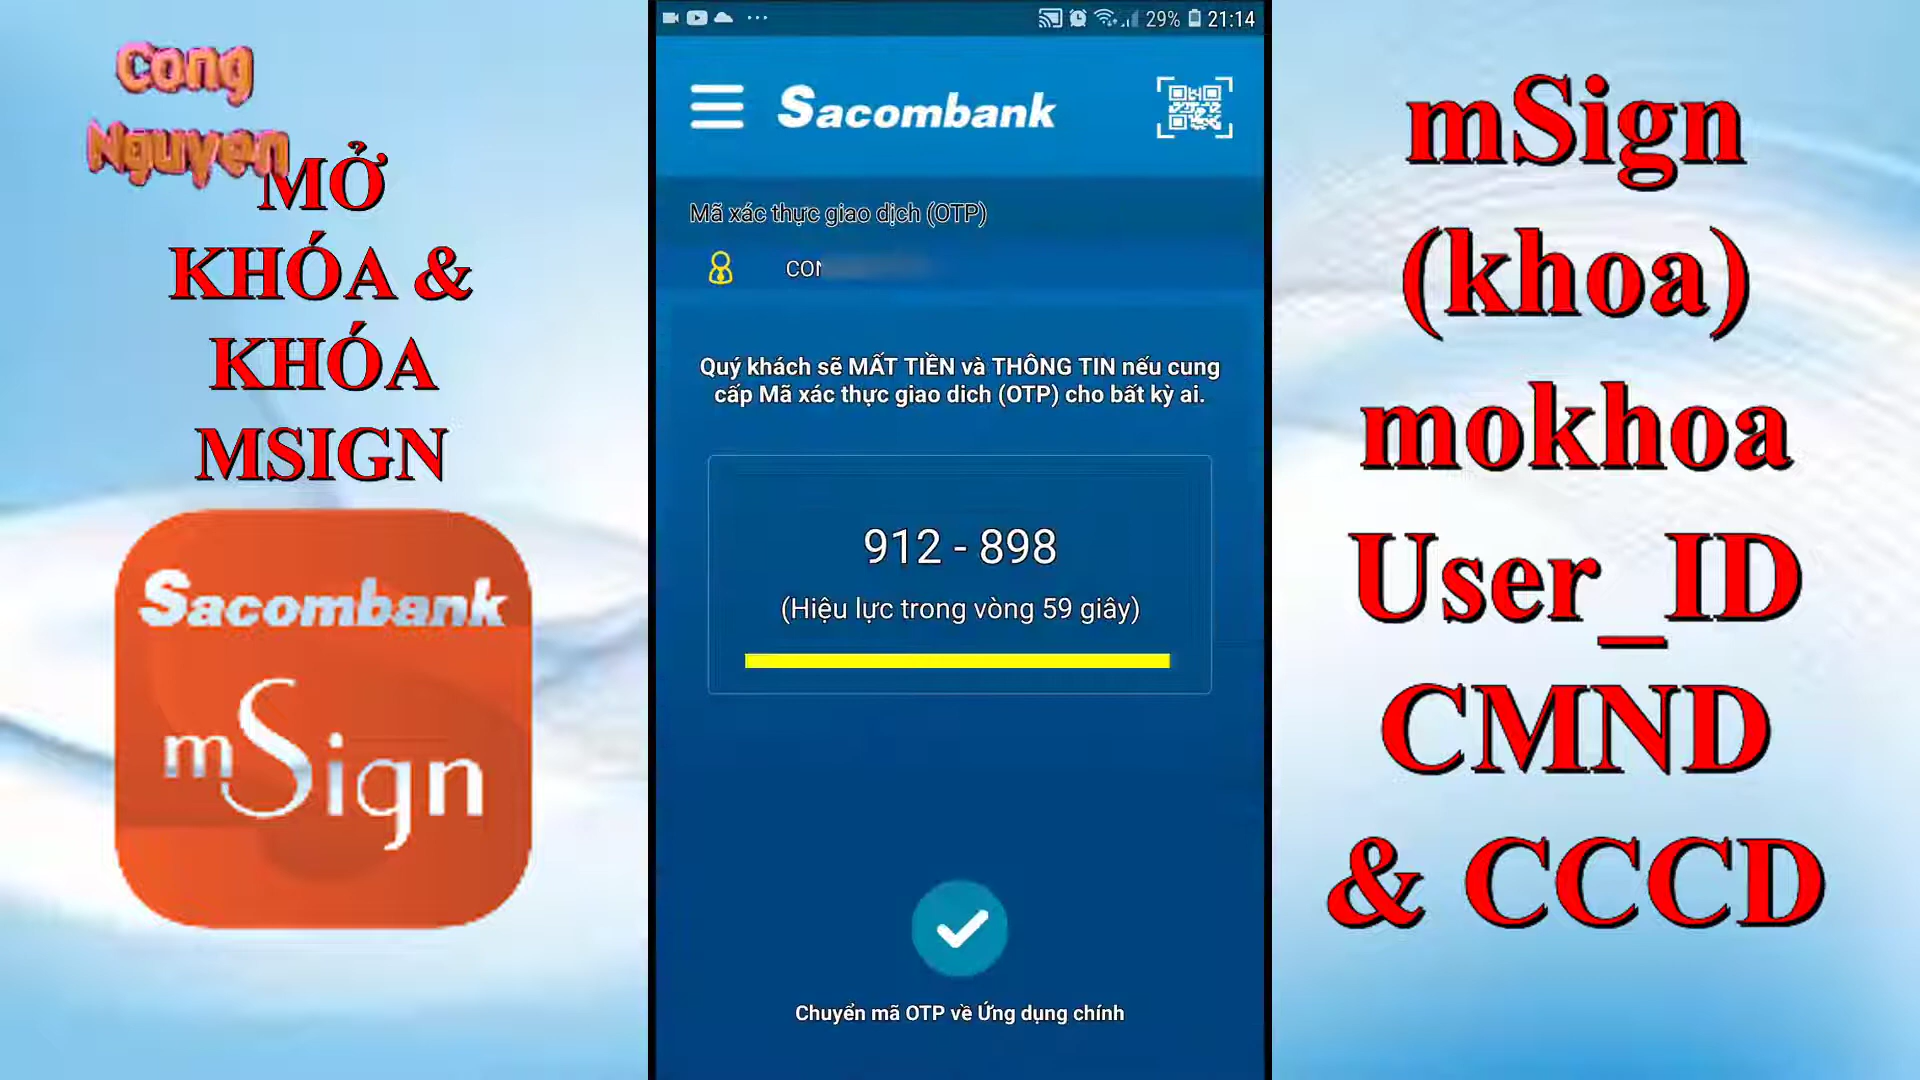 Cong
Nguyen
MỞ
KHÓA &
KHÓA
MSIGN
Sacombank
mSign
29% 21:14
Sacombank
Mã xác thực giao dịch (OTP)
CON
Quý khách sẽ MẤT TIỀN và THÔNG TIN nếu cung
cấp Mã xác thực giao dich (OTP) cho bất kỳ ai.
912 - 898
(Hiệu lực trong vòng 59 giây)
Chuyển mã OTP về Ứng dụng chính
mSign
(khoa)
mokhoa
User_ID
CMND
& CCCD